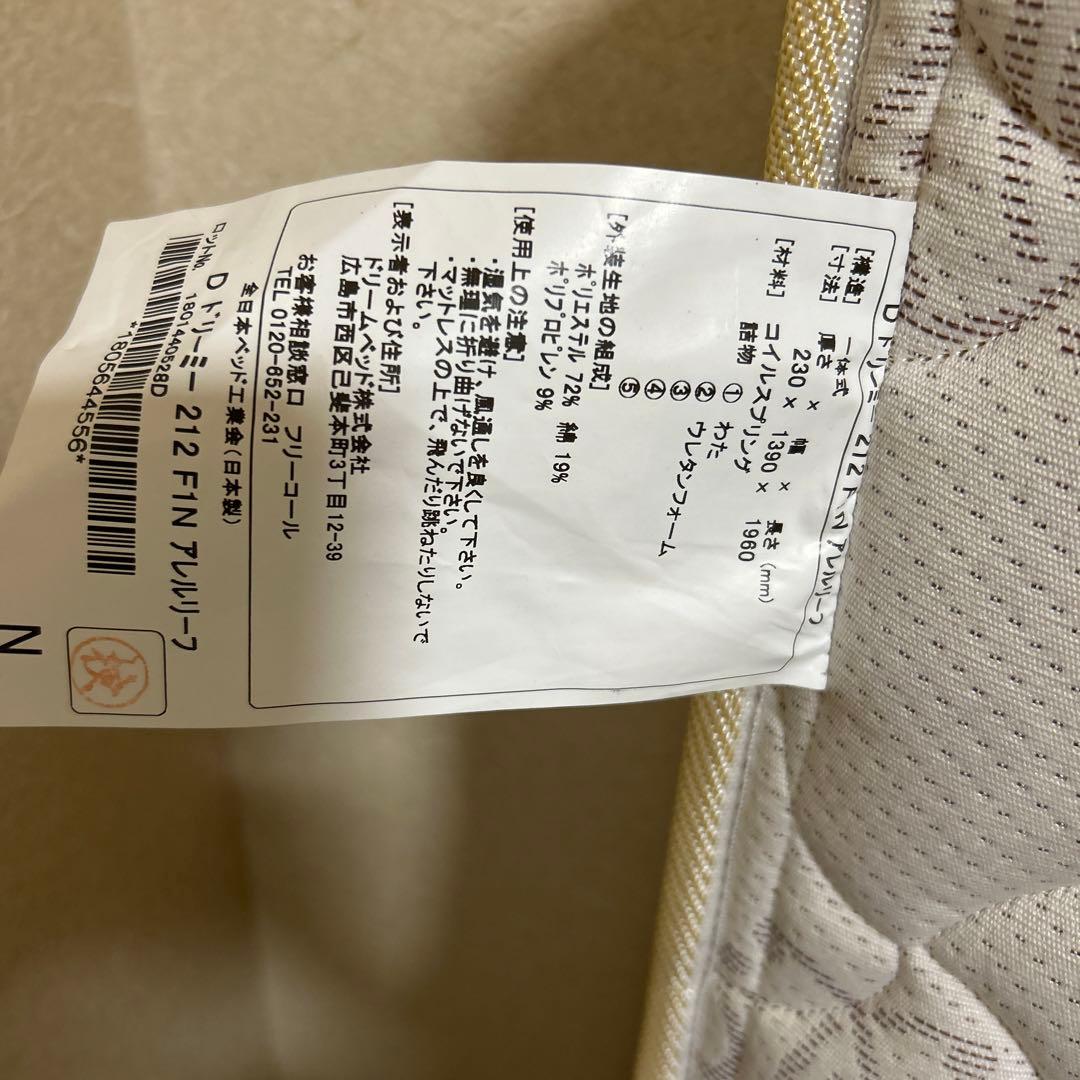 D ドリーミー 212 F1N アレルリーフ
[構造] 一体式
[寸法] 厚さ 幅 長さ (mm)
230 × 1390 × 1960
[材料] コイルスプリング
詰物
① わた
② ウレタンフォーム
③
④
⑤
[外装生地の組成]
ポリエステル 72% 綿 19%
ポリプロピレン 9%
[使用上の注意]
・湿気を避け、風通しを良くして下さい。
・無理に折り曲げないで下さい。
・マットレスの上で、飛んだり跳ねたりしないで
下さい。
[表示者および住所]
ドリームベッド株式会社
広島市西区己斐本町3丁目12-39
お客様相談窓口 フリーコール
TEL 0120-652-231
全日本ベッド工業会(日本製)
D ドリーミー 212 F1N アレルリーフ
ロットNo. 1801440528D
*1805644556*
N